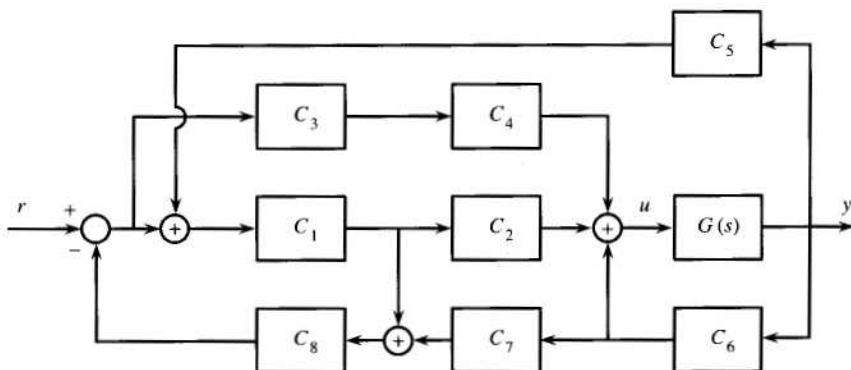 C5
C3 C4
r + u y
+ C1 C2 + G(s)
−
C8 + C7 C6